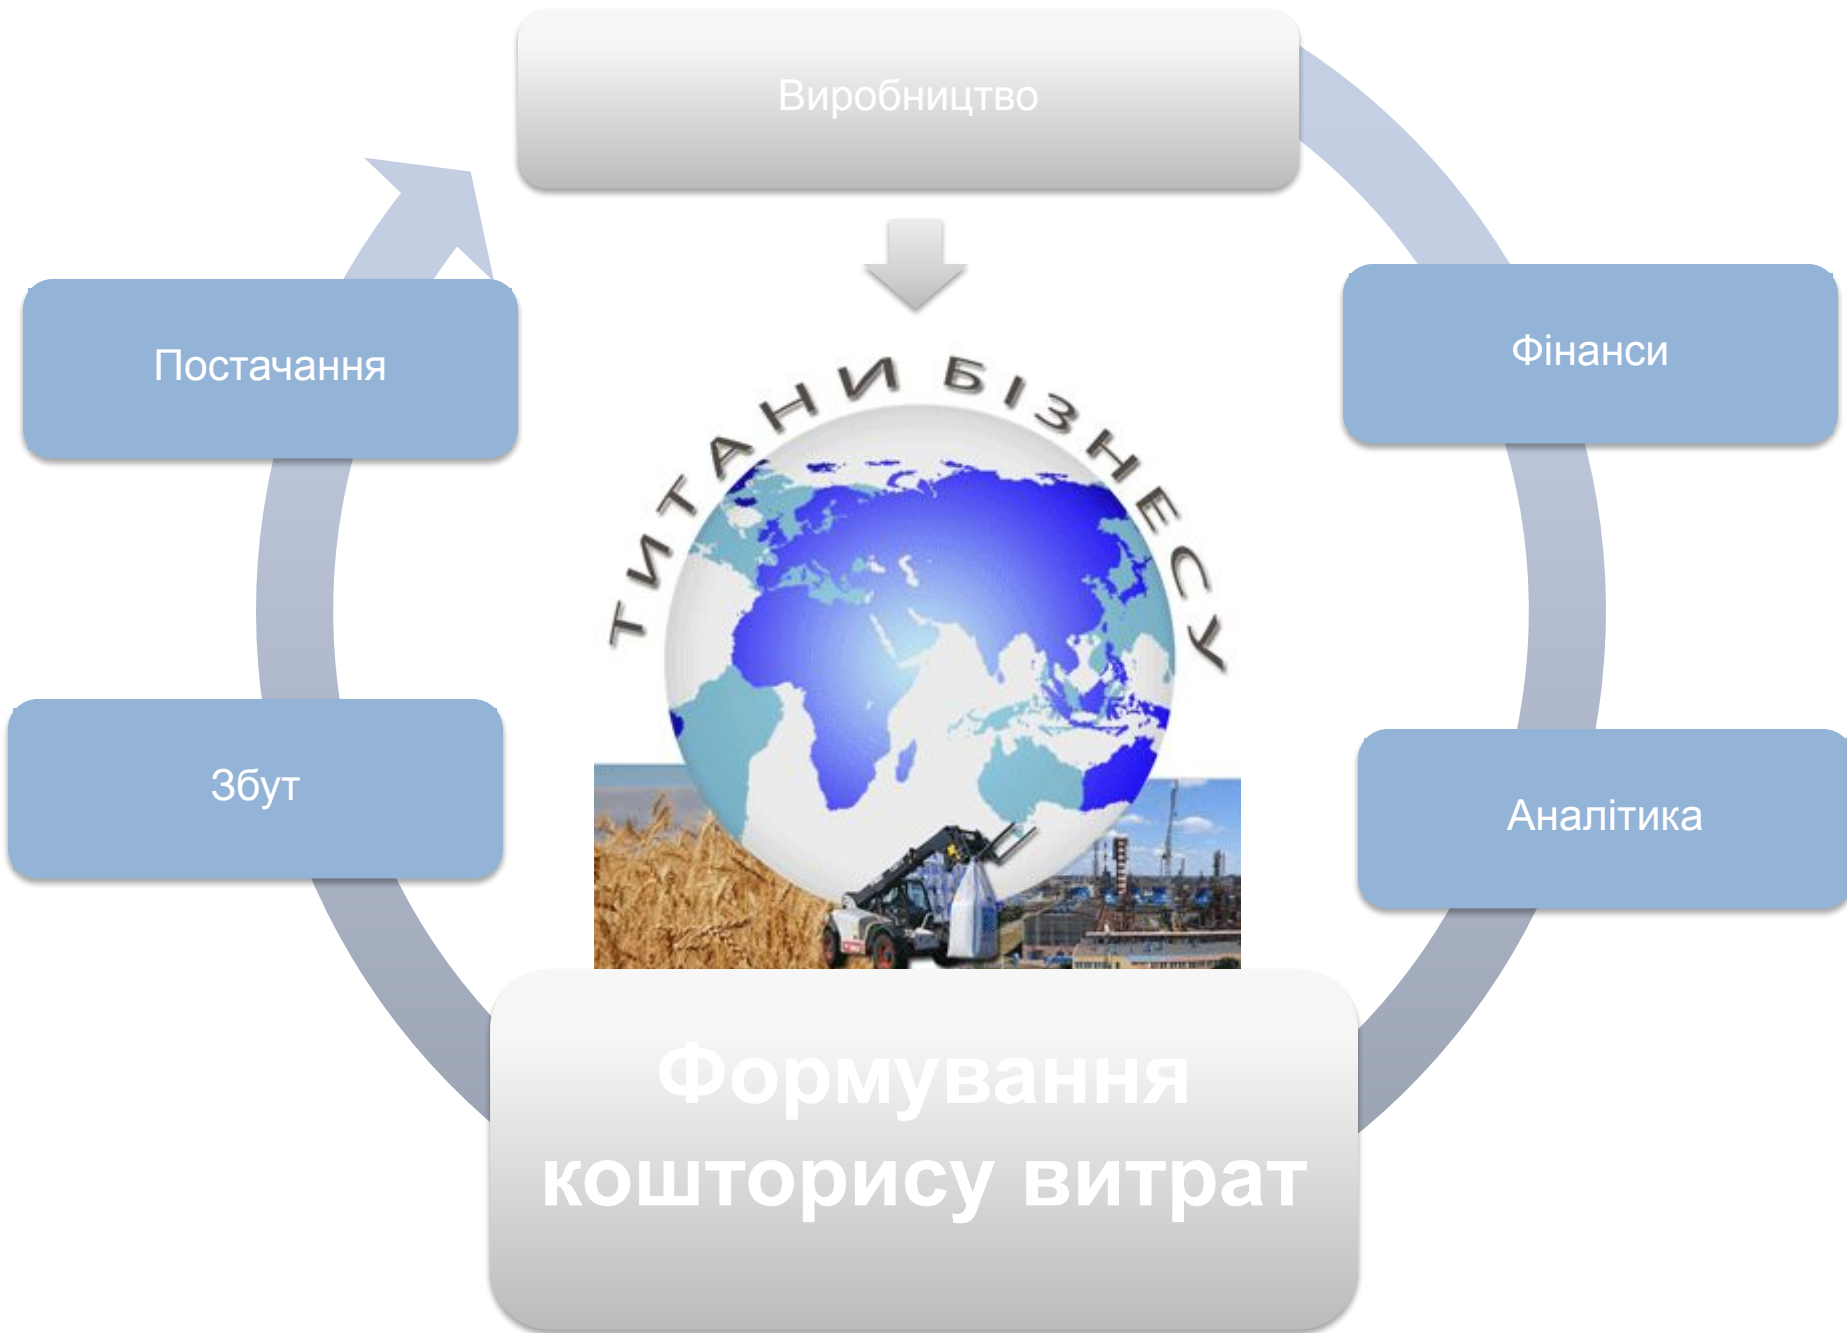 Виробництво
Постачання
Фінанси
ТИТАНИ БІЗНЕСУ
Збут
Аналітика
Формування
кошторису витрат